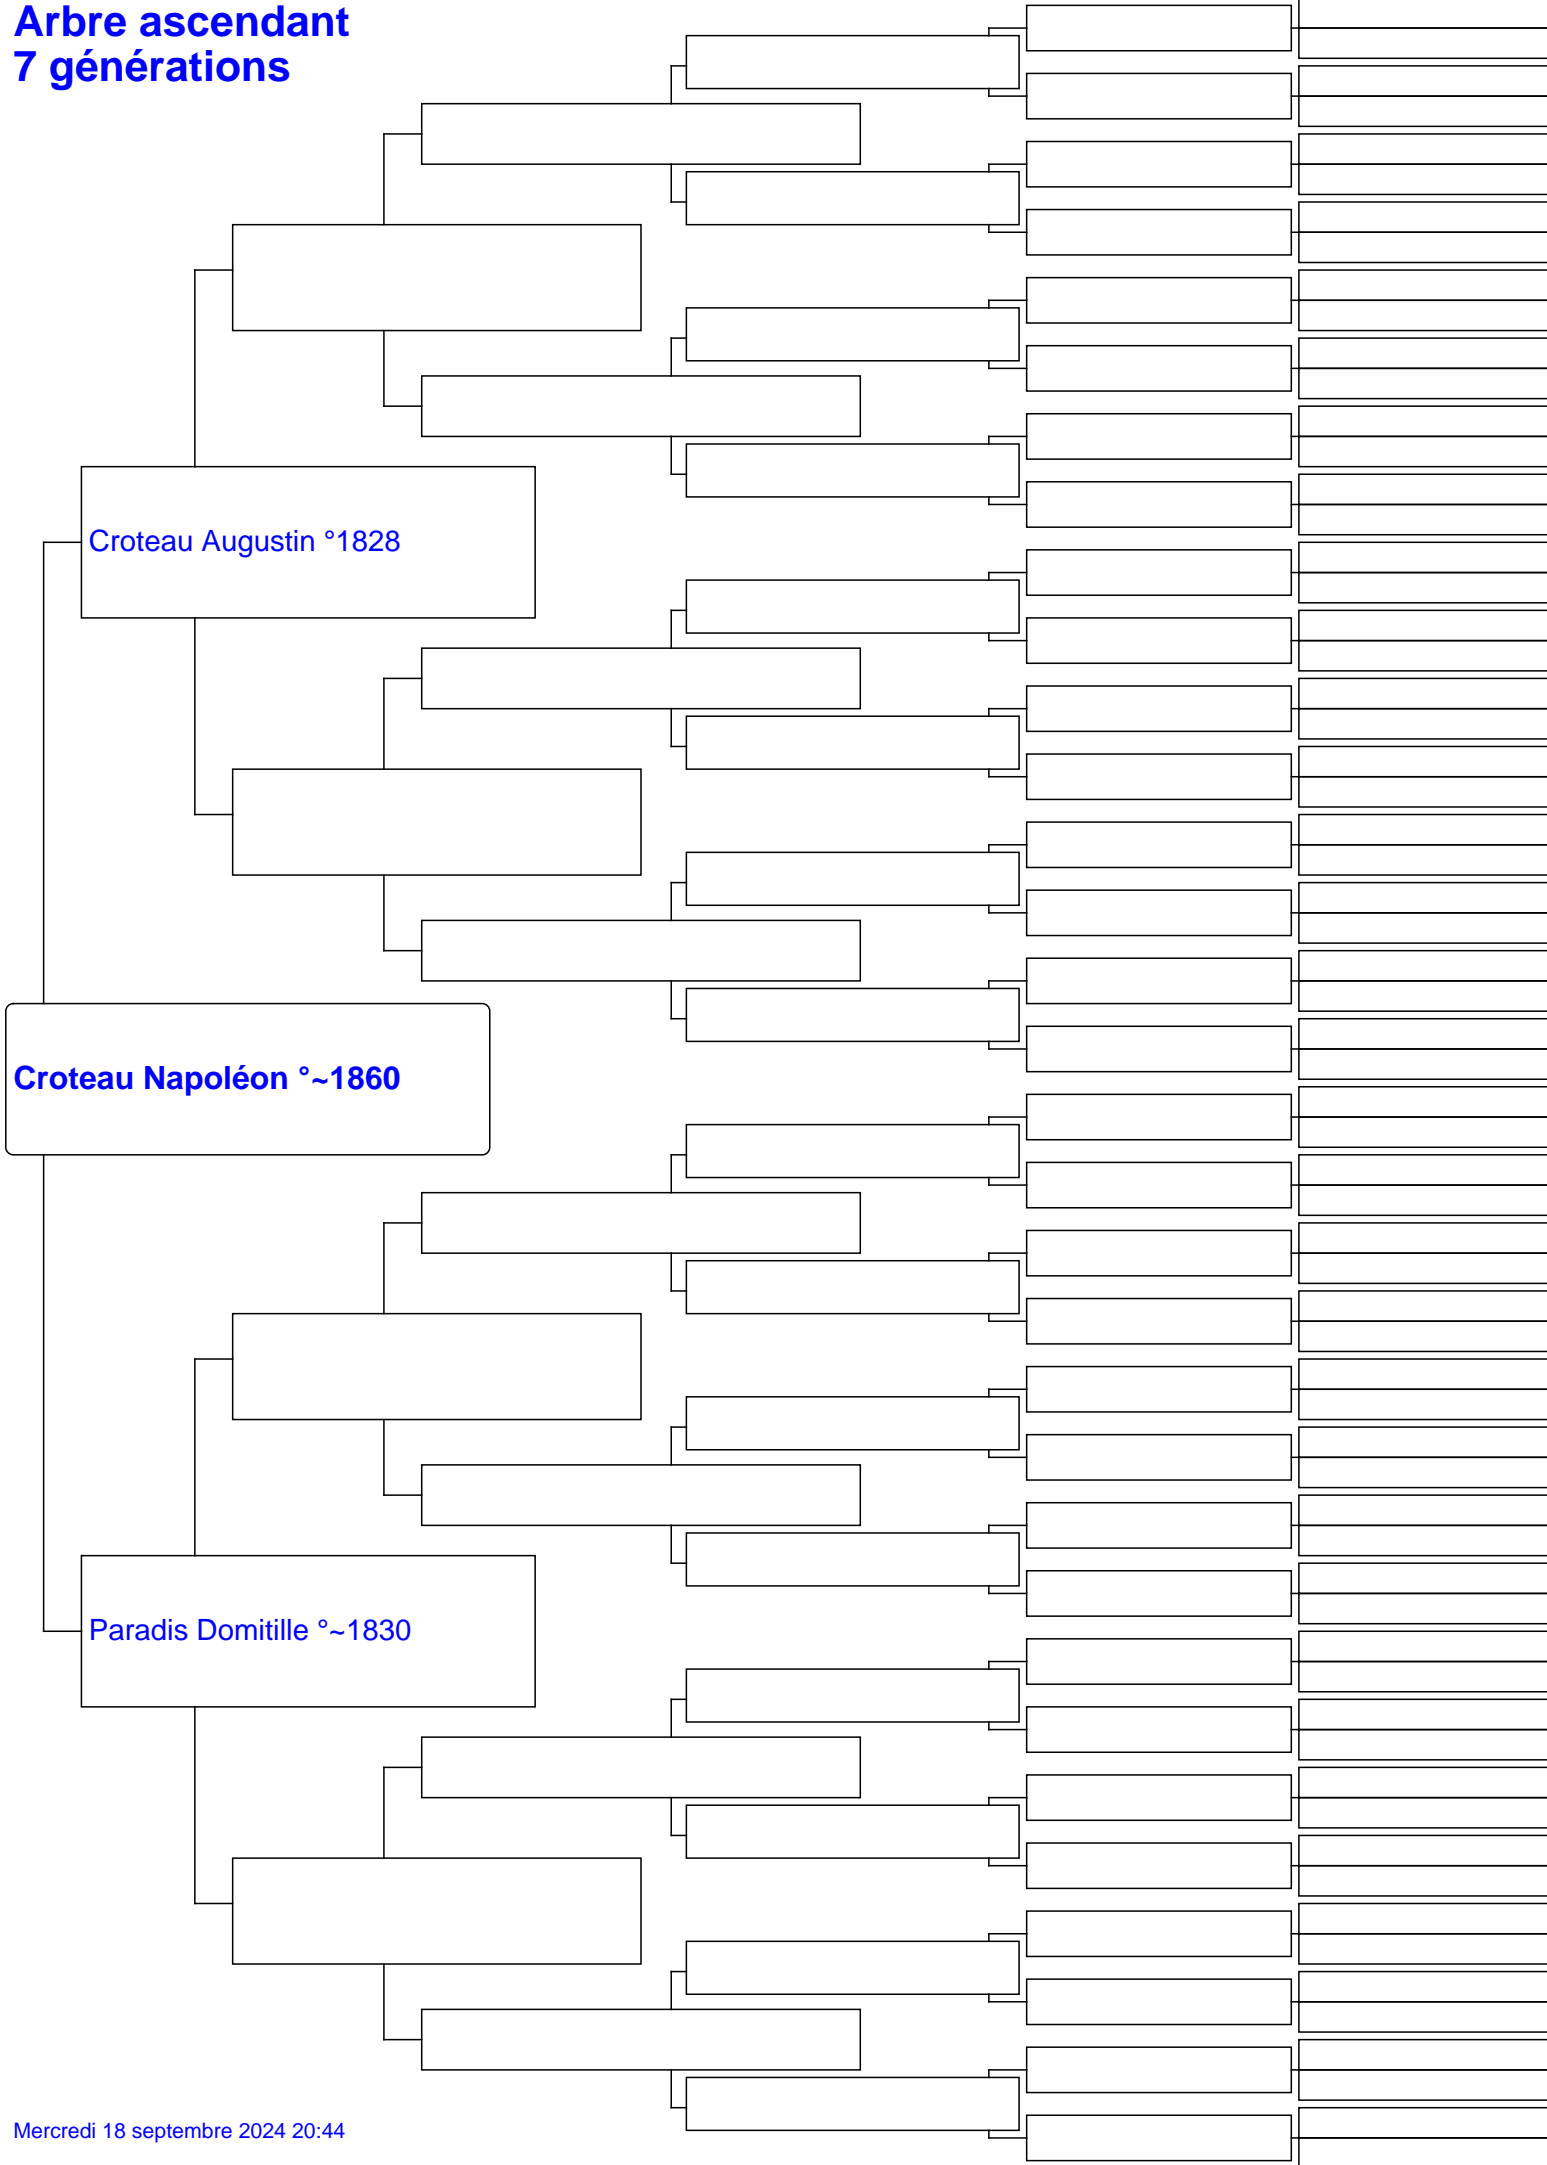 Arbre ascendant
7 générations
Croteau Augustin °1828
Croteau Napoléon °~1860
Paradis Domitille °~1830
Mercredi 18 septembre 2024 20:44